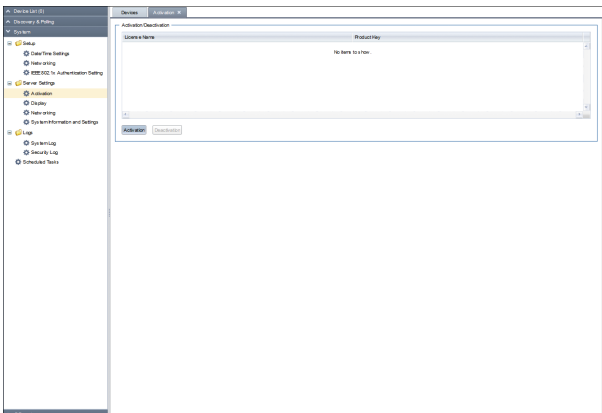 Device List (0)
Discovery & Polling
System
Setup
Date/Time Settings
Networking
IEEE 802.1x Authentication Setting
Server Settings
Activation
Display
Networking
System Information and Settings
Logs
System Log
Security Log
Scheduled Tasks
Devices
Activation
Activation/Deactivation
License Name
Product Key
No items to show.
Activation
Deactivation